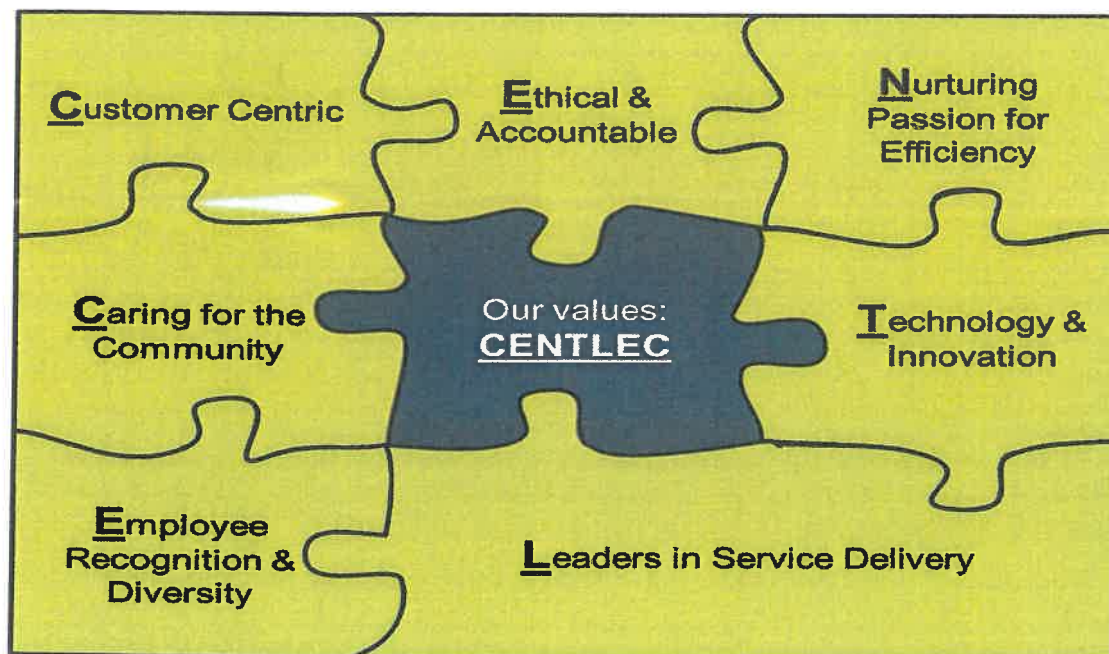 Customer Centric
Ethical &
Accountable
Nurturing
Passion for
Efficiency
Caring for the
Community
Our values:
CENTLEC
Technology &
Innovation
Employee
Recognition &
Diversity
Leaders in Service Delivery